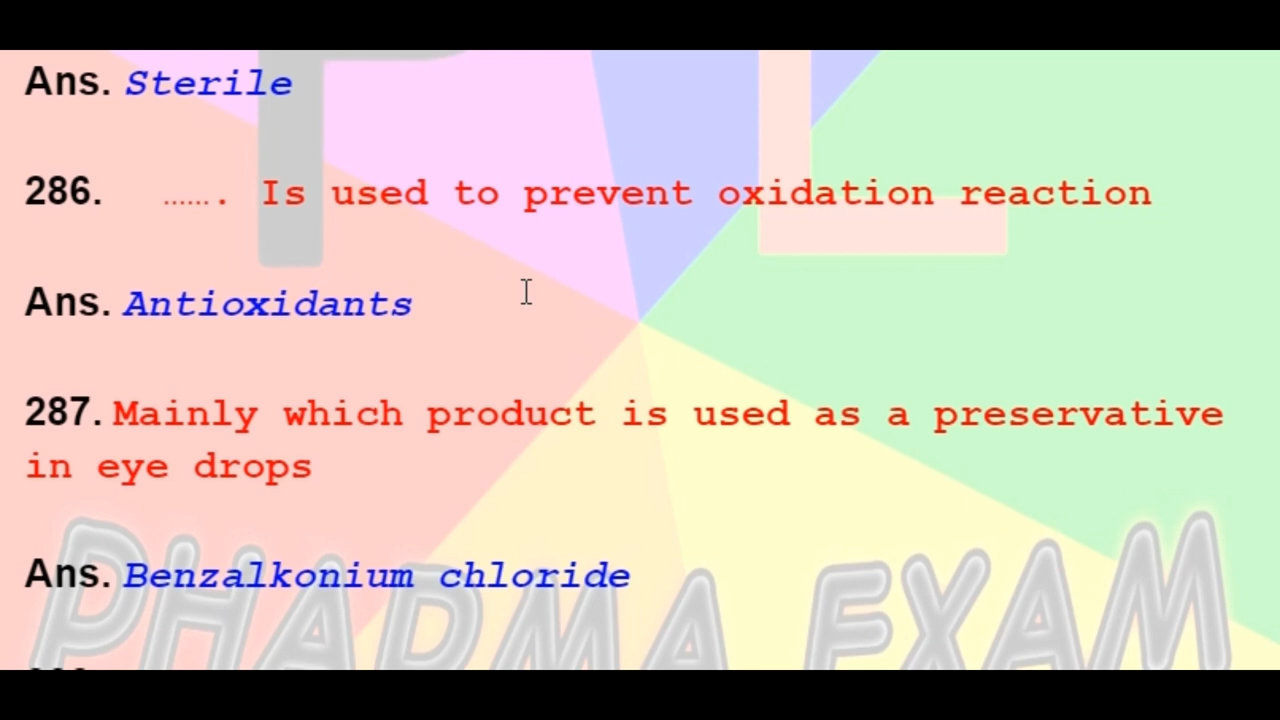 Ans. Sterile
286. ……. Is used to prevent oxidation reaction
Ans. Antioxidants
287. Mainly which product is used as a preservative
in eye drops
Ans. Benzalkonium chloride
PHARMA EXAM